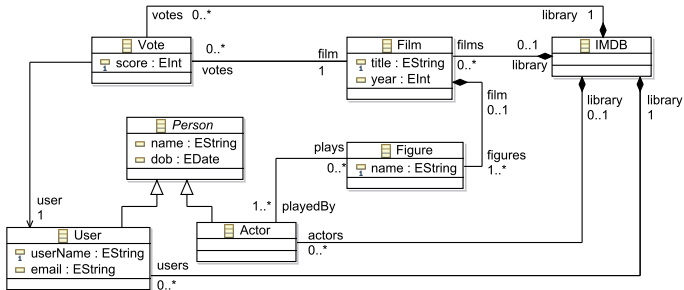 votes 0..*
library 1
Vote
score : EInt
0..*
votes
film
1
Film
title : EString
year : EInt
films
0..*
0..1
library
IMDB
film
0..1
library
0..1
library
1
Person
name : EString
dob : EDate
plays
0..*
Figure
name : EString
figures
1..*
user
1
1..*
playedBy
Actor
actors
0..*
User
userName : EString
email : EString
users
0..*